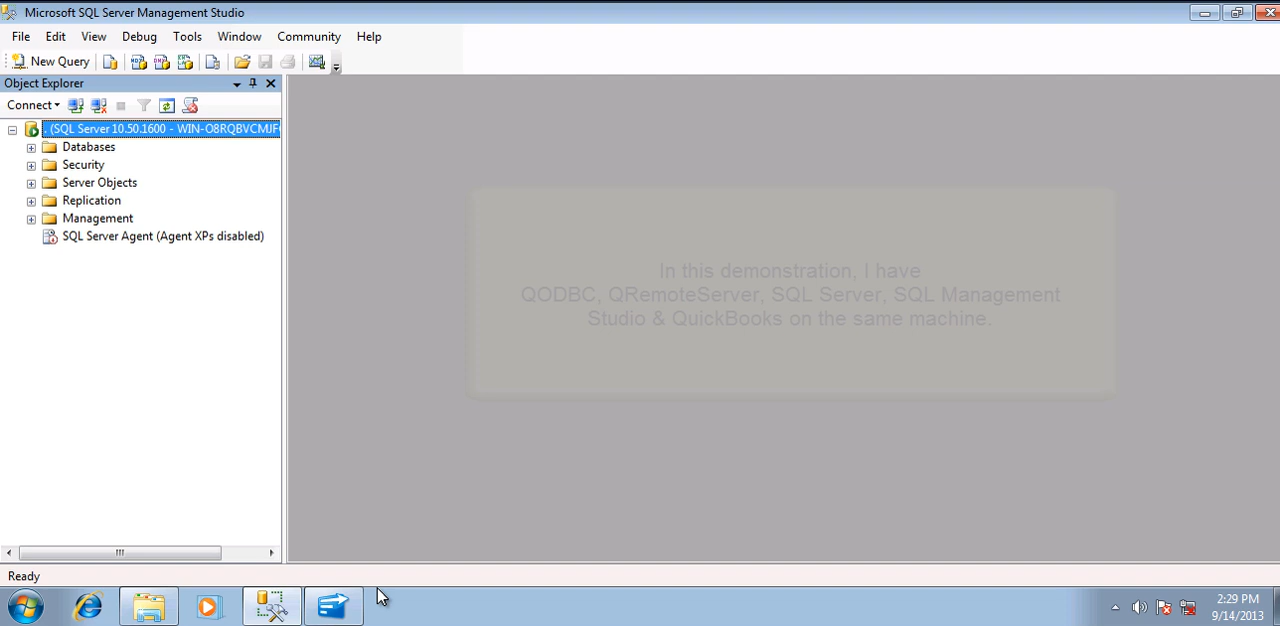 Microsoft SQL Server Management Studio
File Edit View Debug Tools Window Community Help
New Query
Object Explorer
Connect
. (SQL Server 10.50.1600 - WIN-O8RQBVCMJF
Databases
Security
Server Objects
Replication
Management
SQL Server Agent (Agent XPs disabled)
In this demonstration, I have
QODBC, QRemoteServer, SQL Server, SQL Management
Studio & QuickBooks on the same machine.
Ready
2:29 PM
9/14/2013